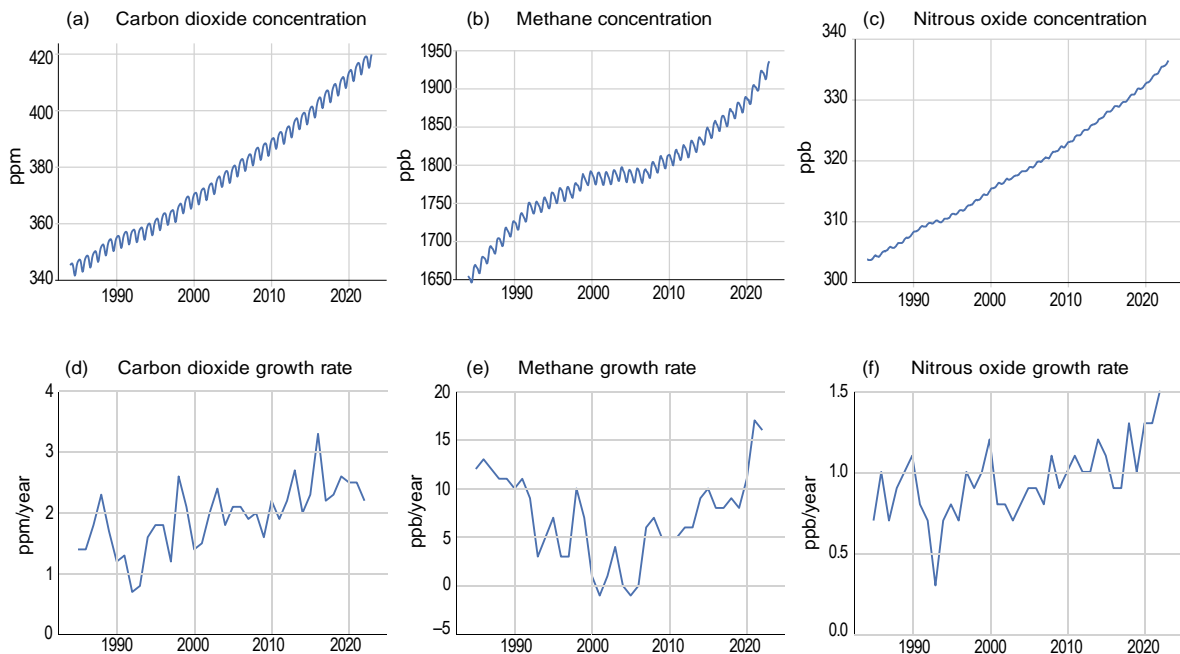 (a) Carbon dioxide concentration
420
400
380
360
340
ppm
1990 2000 2010 2020
(b) Methane concentration
1950
1900
1850
1800
1750
1700
1650
ppb
1990 2000 2010 2020
(c) Nitrous oxide concentration
340
330
320
310
300
ppb
1990 2000 2010 2020
(d) Carbon dioxide growth rate
4
3
2
1
0
ppm/year
1990 2000 2010 2020
(e) Methane growth rate
20
15
10
5
0
–5
ppb/year
1990 2000 2010 2020
(f) Nitrous oxide growth rate
1.5
1.0
0.5
0.0
ppb/year
1990 2000 2010 2020